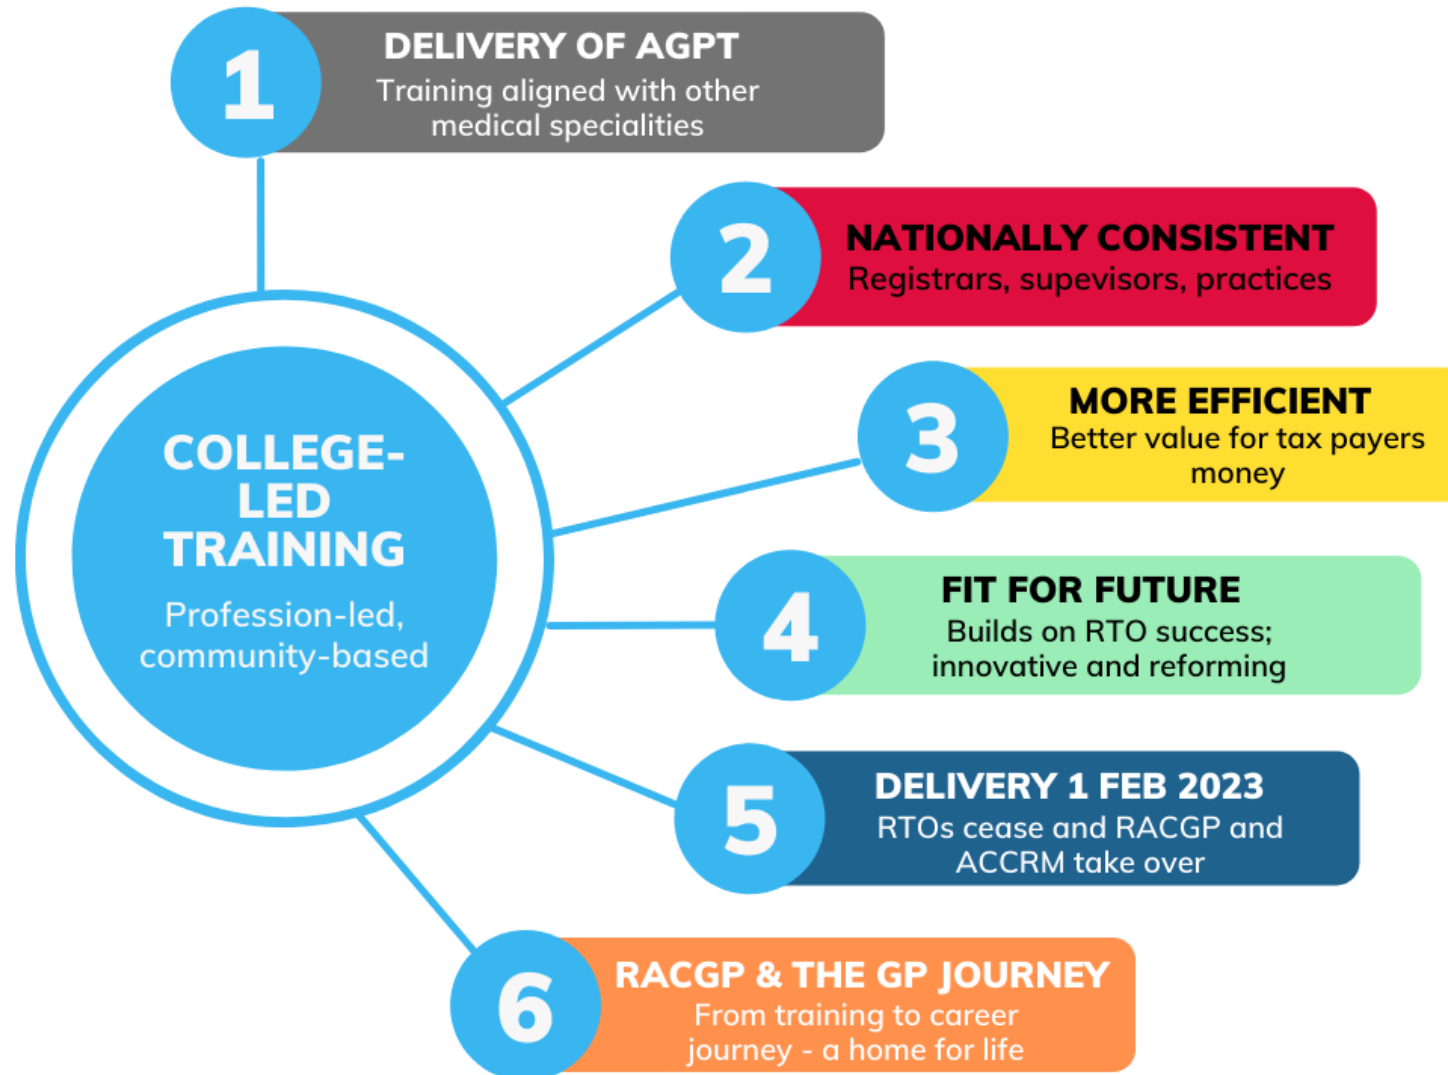 1
DELIVERY OF AGPT
Training aligned with other
medical specialities
2
NATIONALLY CONSISTENT
Registrars, supevisors, practices
3
MORE EFFICIENT
Better value for tax payers
money
COLLEGE-
LED
TRAINING
Profession-led,
community-based
4
FIT FOR FUTURE
Builds on RTO success;
innovative and reforming
5
DELIVERY 1 FEB 2023
RTOs cease and RACGP and
ACCRM take over
6
RACGP & THE GP JOURNEY
From training to career
journey - a home for life